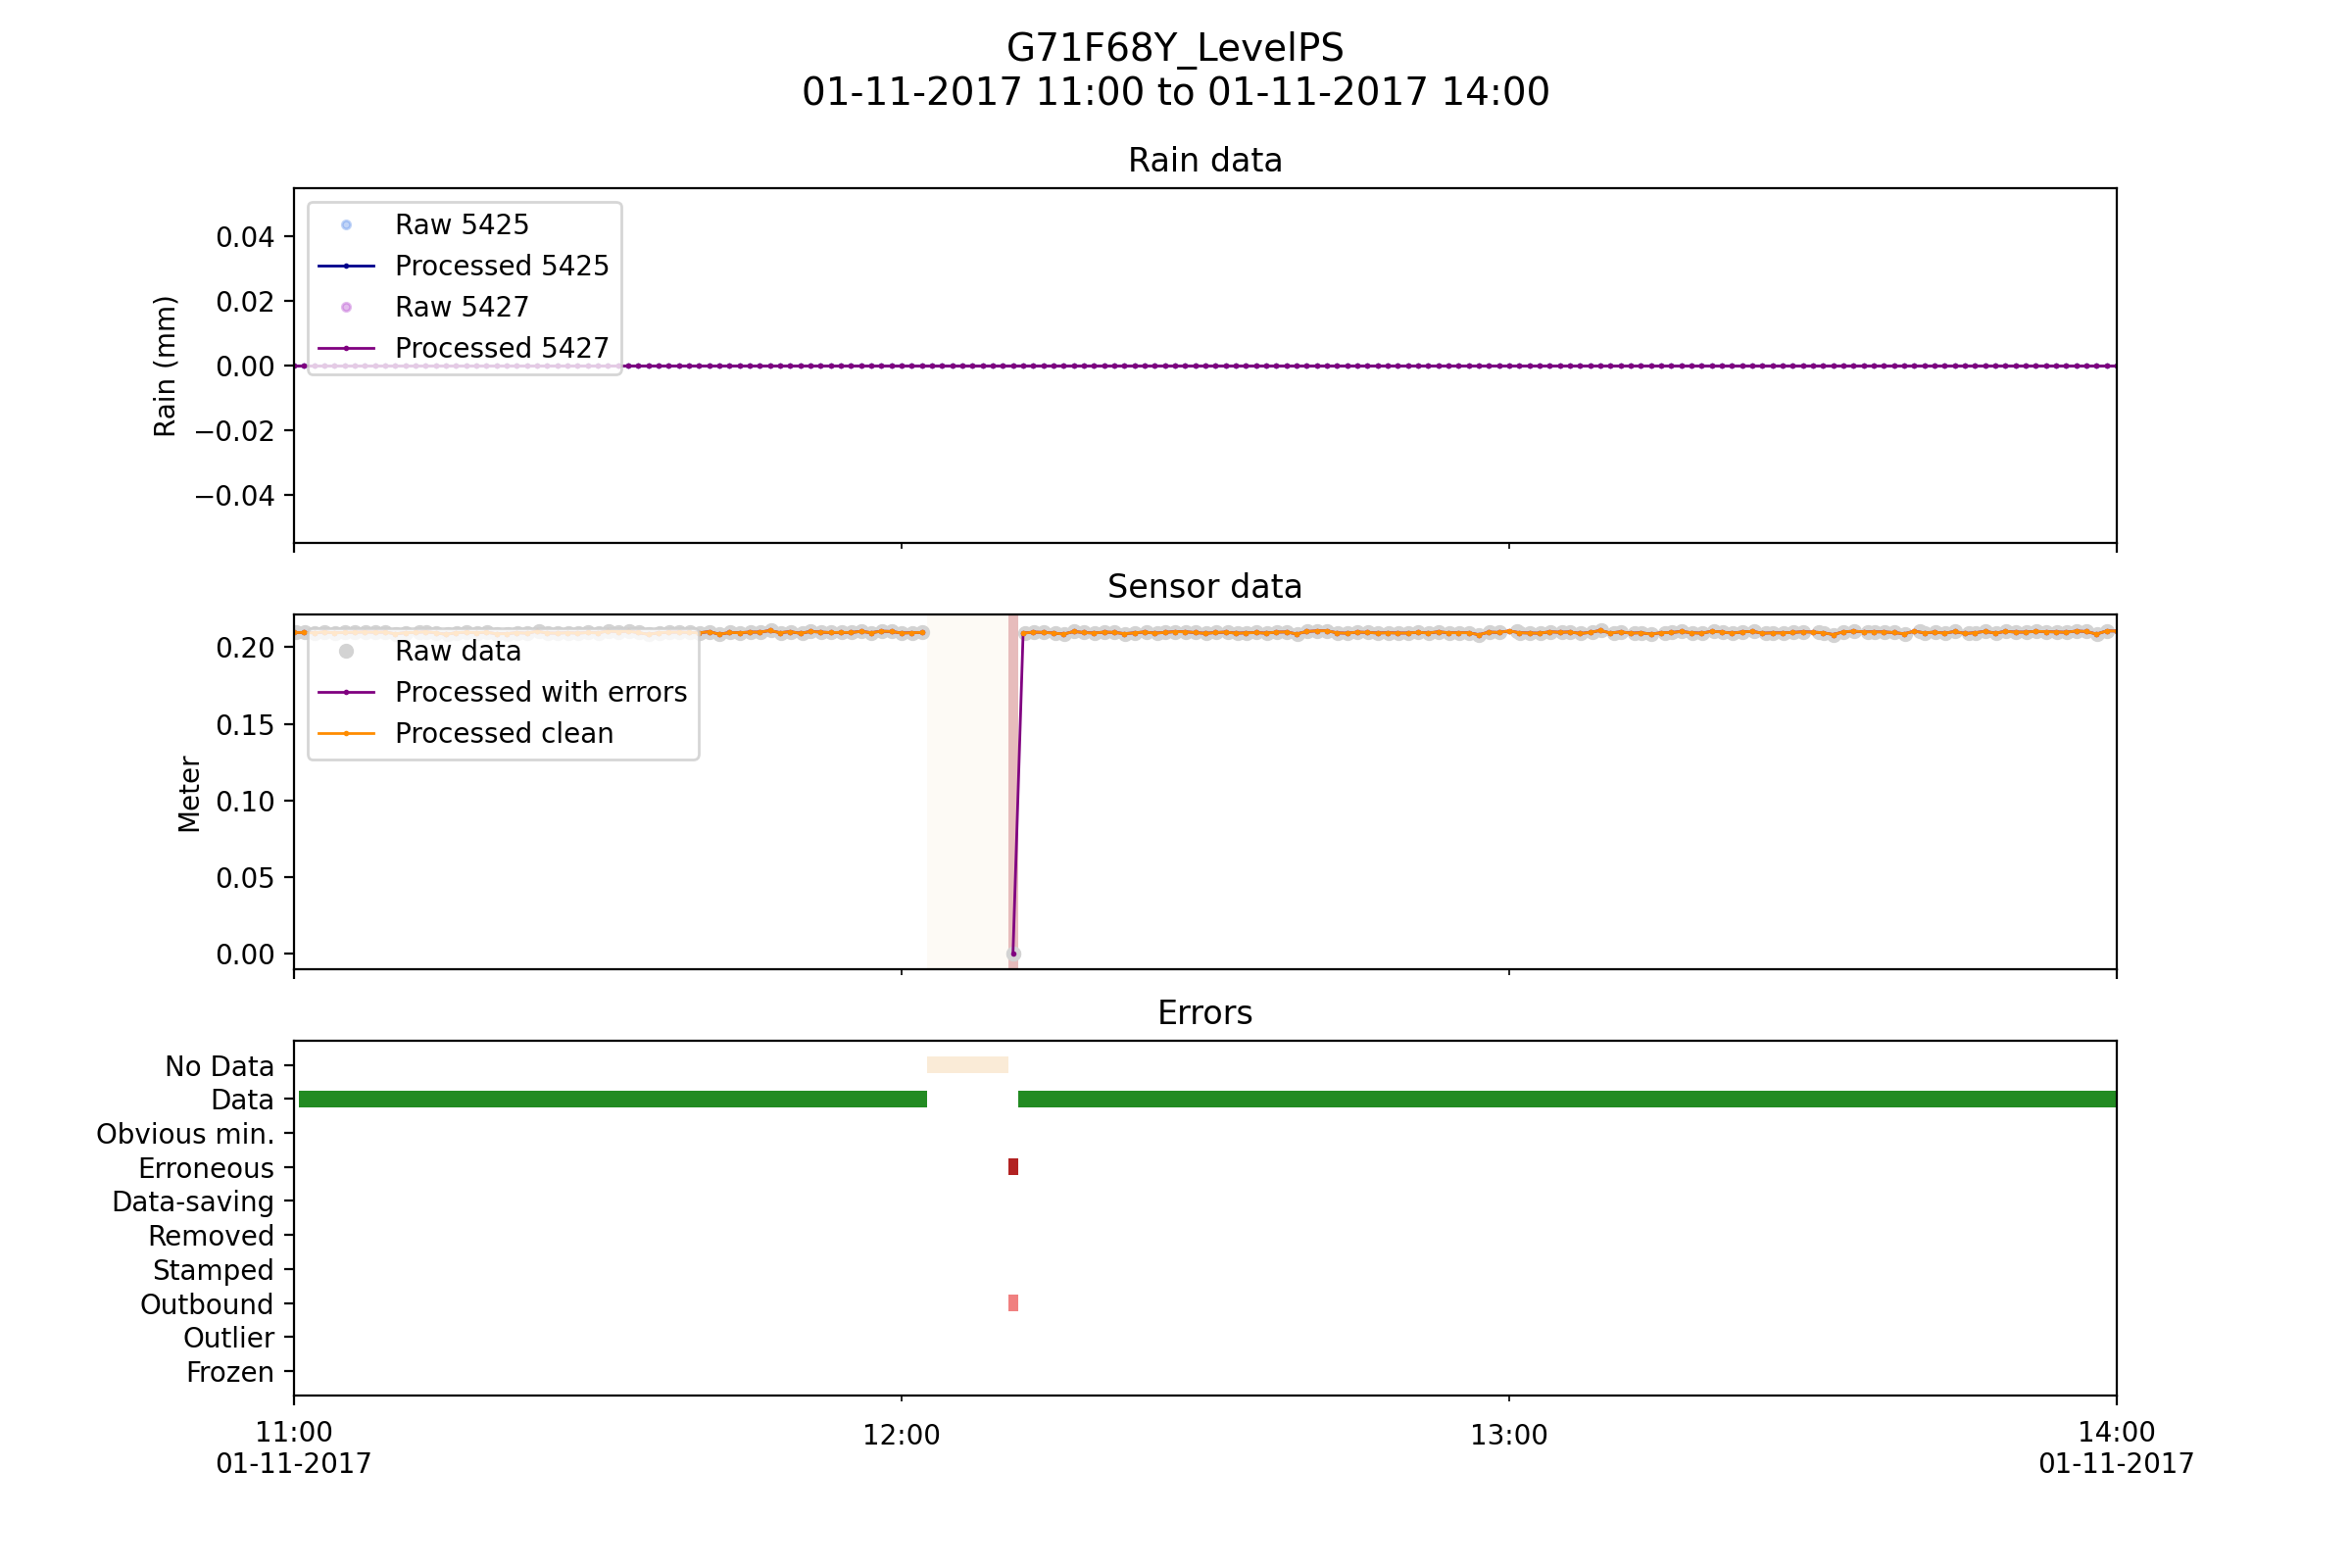 G71F68Y_LevelPS
01-11-2017 11:00 to 01-11-2017 14:00
Rain data
Rain (mm)
0.04
0.02
0.00
−0.02
−0.04
Raw 5425
Processed 5425
Raw 5427
Processed 5427
Sensor data
Meter
0.20
0.15
0.10
0.05
0.00
Raw data
Processed with errors
Processed clean
Errors
No Data
Data
Obvious min.
Erroneous
Data-saving
Removed
Stamped
Outbound
Outlier
Frozen
11:00
01-11-2017
12:00
13:00
14:00
01-11-2017